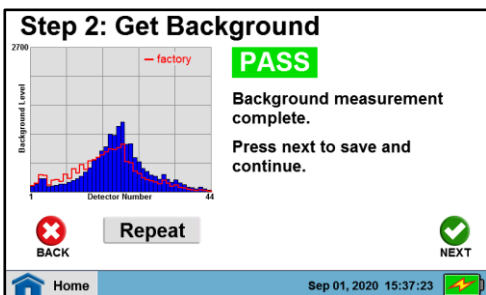 Step 2: Get Background
2700
factory
Background Level
1
Detector Number
44
PASS
Background measurement
complete.
Press next to save and
continue.
BACK
Repeat
NEXT
Home
Sep 01, 2020 15:37:23